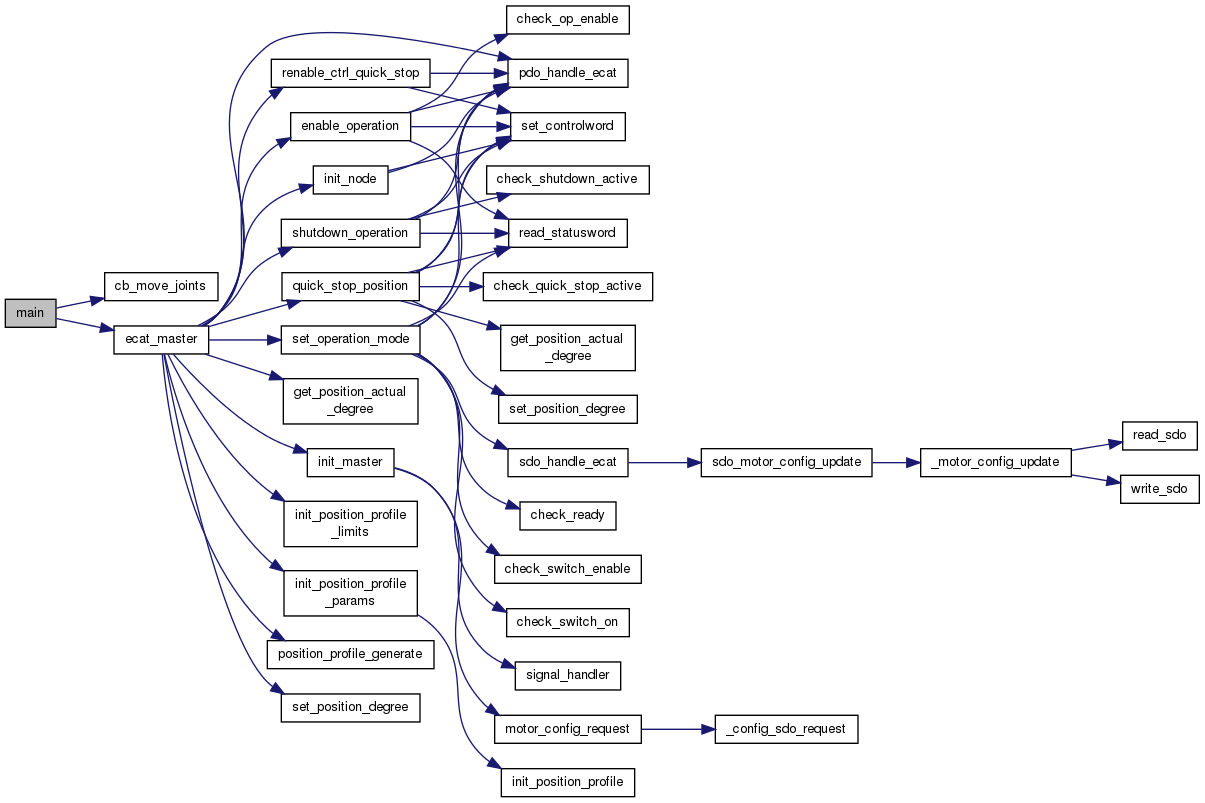 main
cb_move_joints
ecat_master
renable_ctrl_quick_stop
enable_operation
init_node
shutdown_operation
quick_stop_position
set_operation_mode
get_position_actual
_degree
init_master
init_position_profile
_limits
init_position_profile
_params
position_profile_generate
set_position_degree
check_op_enable
pdo_handle_ecat
set_controlword
check_shutdown_active
read_statusword
check_quick_stop_active
get_position_actual
_degree
set_position_degree
sdo_handle_ecat
check_ready
check_switch_enable
check_switch_on
signal_handler
motor_config_request
init_position_profile
sdo_motor_config_update
_config_sdo_request
_motor_config_update
read_sdo
write_sdo